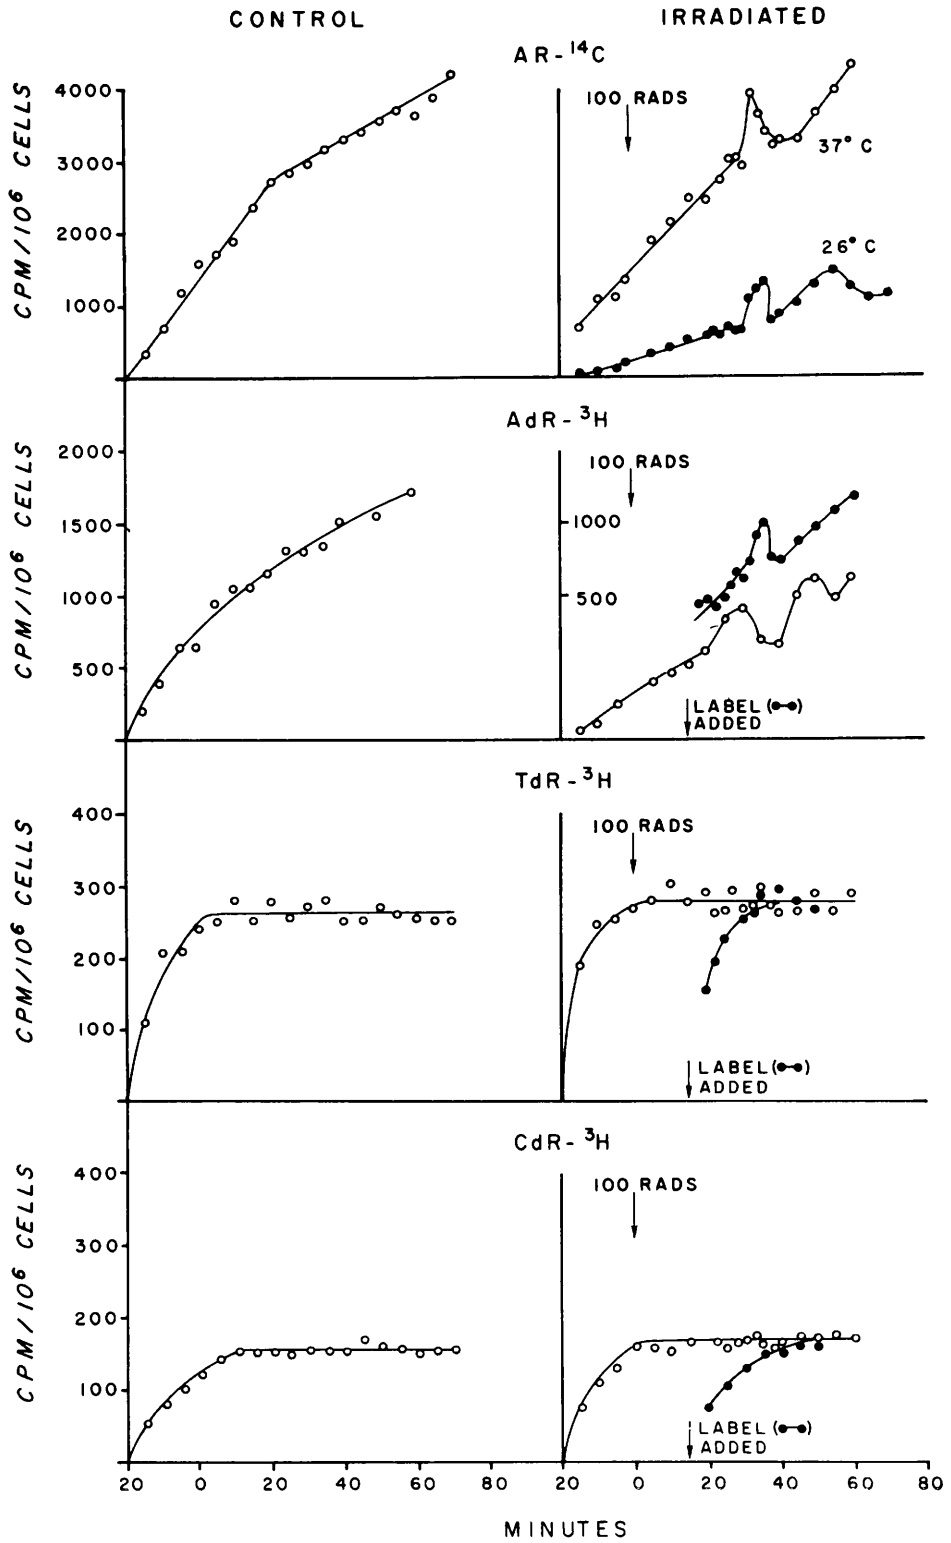 CONTROL
IRRADIATED
AR-¹⁴C
CPM/10⁶ CELLS
4000
3000
2000
1000
100 RADS
37° C
26° C
AdR-³H
CPM/10⁶ CELLS
2000
1500
1000
500
100 RADS
1000
500
LABEL (●-●)
ADDED
TdR-³H
CPM/10⁶ CELLS
400
300
200
100
100 RADS
LABEL (●-●)
ADDED
CdR-³H
CPM/10⁶ CELLS
400
300
200
100
100 RADS
LABEL (●-●)
ADDED
20 0 20 40 60 80 20 0 20 40 60 80
MINUTES